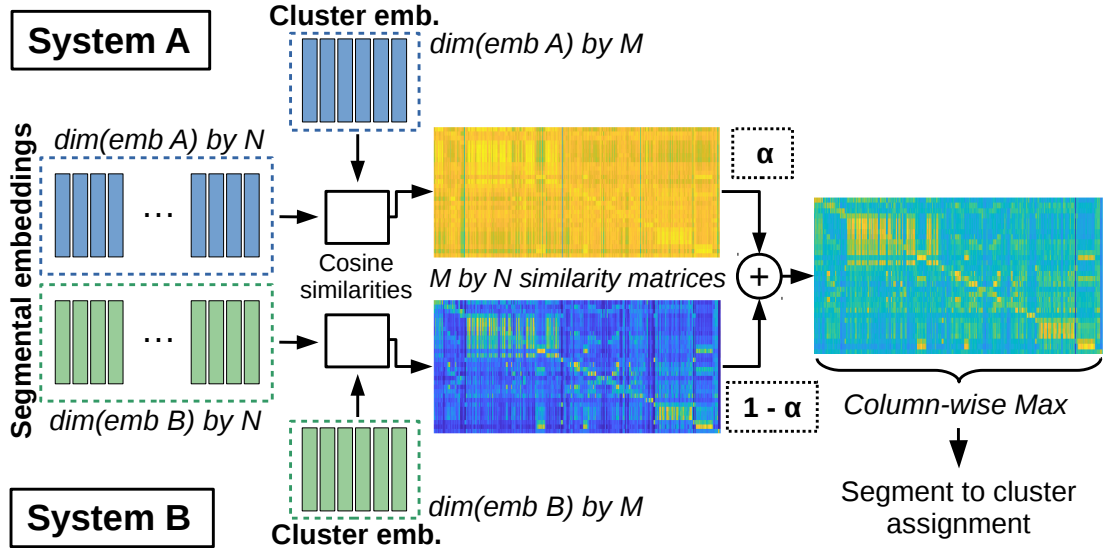 System A
Cluster emb.
dim(emb A) by M
Segmental embeddings
dim(emb A) by N
...
α
Cosine
similarities
M by N similarity matrices
+
...
dim(emb B) by N
1 - α
Column-wise Max
Segment to cluster
assignment
dim(emb B) by M
Cluster emb.
System B